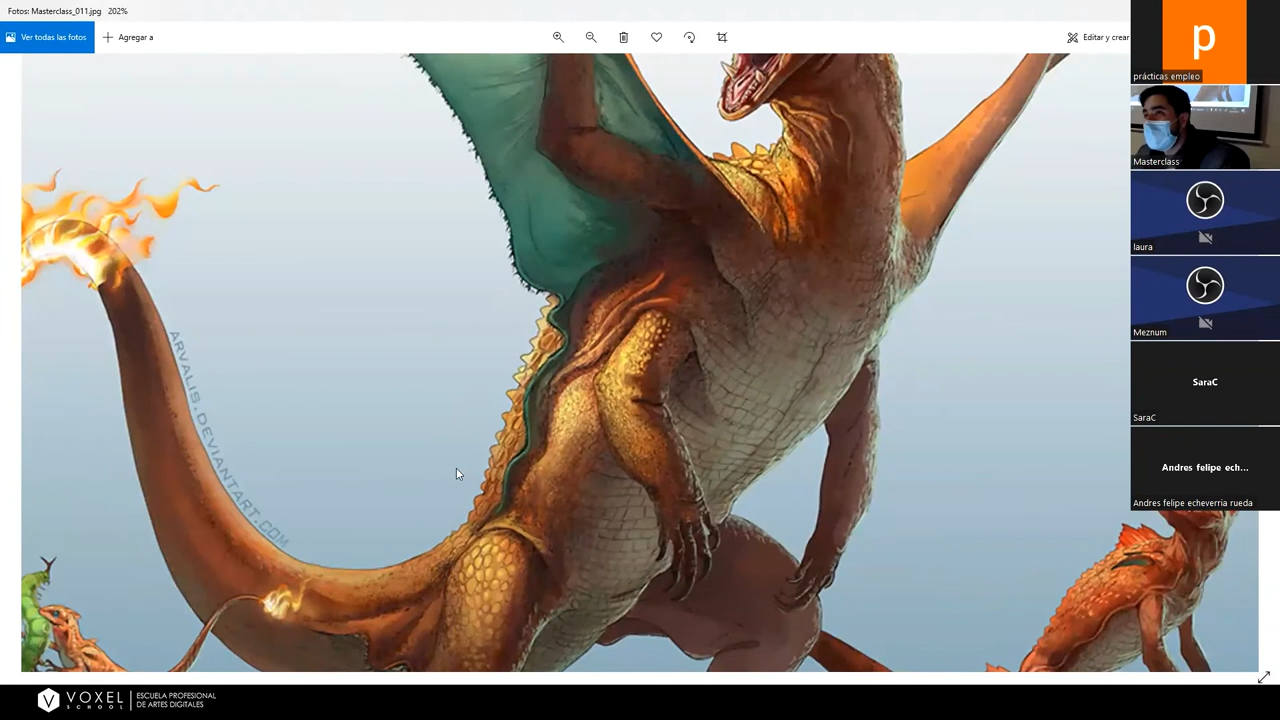 Fotos: Masterclass_011.jpg 202%
Ver todas las fotos
Agregar a
Editar y crear
p
prácticas empleo
Masterclass
laura
Meznum
SaraC
SaraC
Andres felipe ech...
Andres felipe echeverria rueda
ARVALIS.DEVIANTART.COM
VOXEL
SCHOOL
ESCUELA PROFESIONAL
DE ARTES DIGITALES